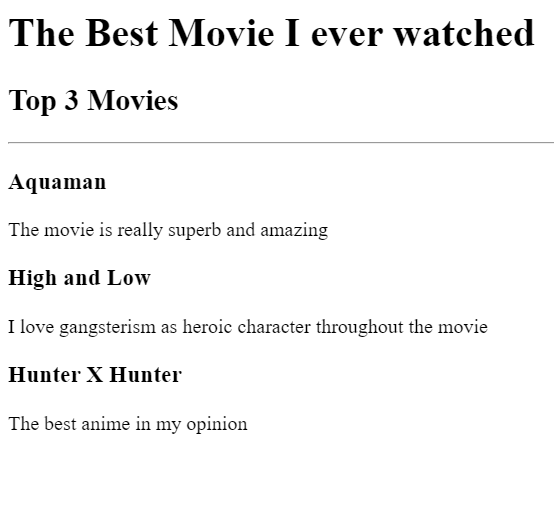 The Best Movie I ever watched
Top 3 Movies
Aquaman
The movie is really superb and amazing
High and Low
I love gangsterism as heroic character throughout the movie
Hunter X Hunter
The best anime in my opinion